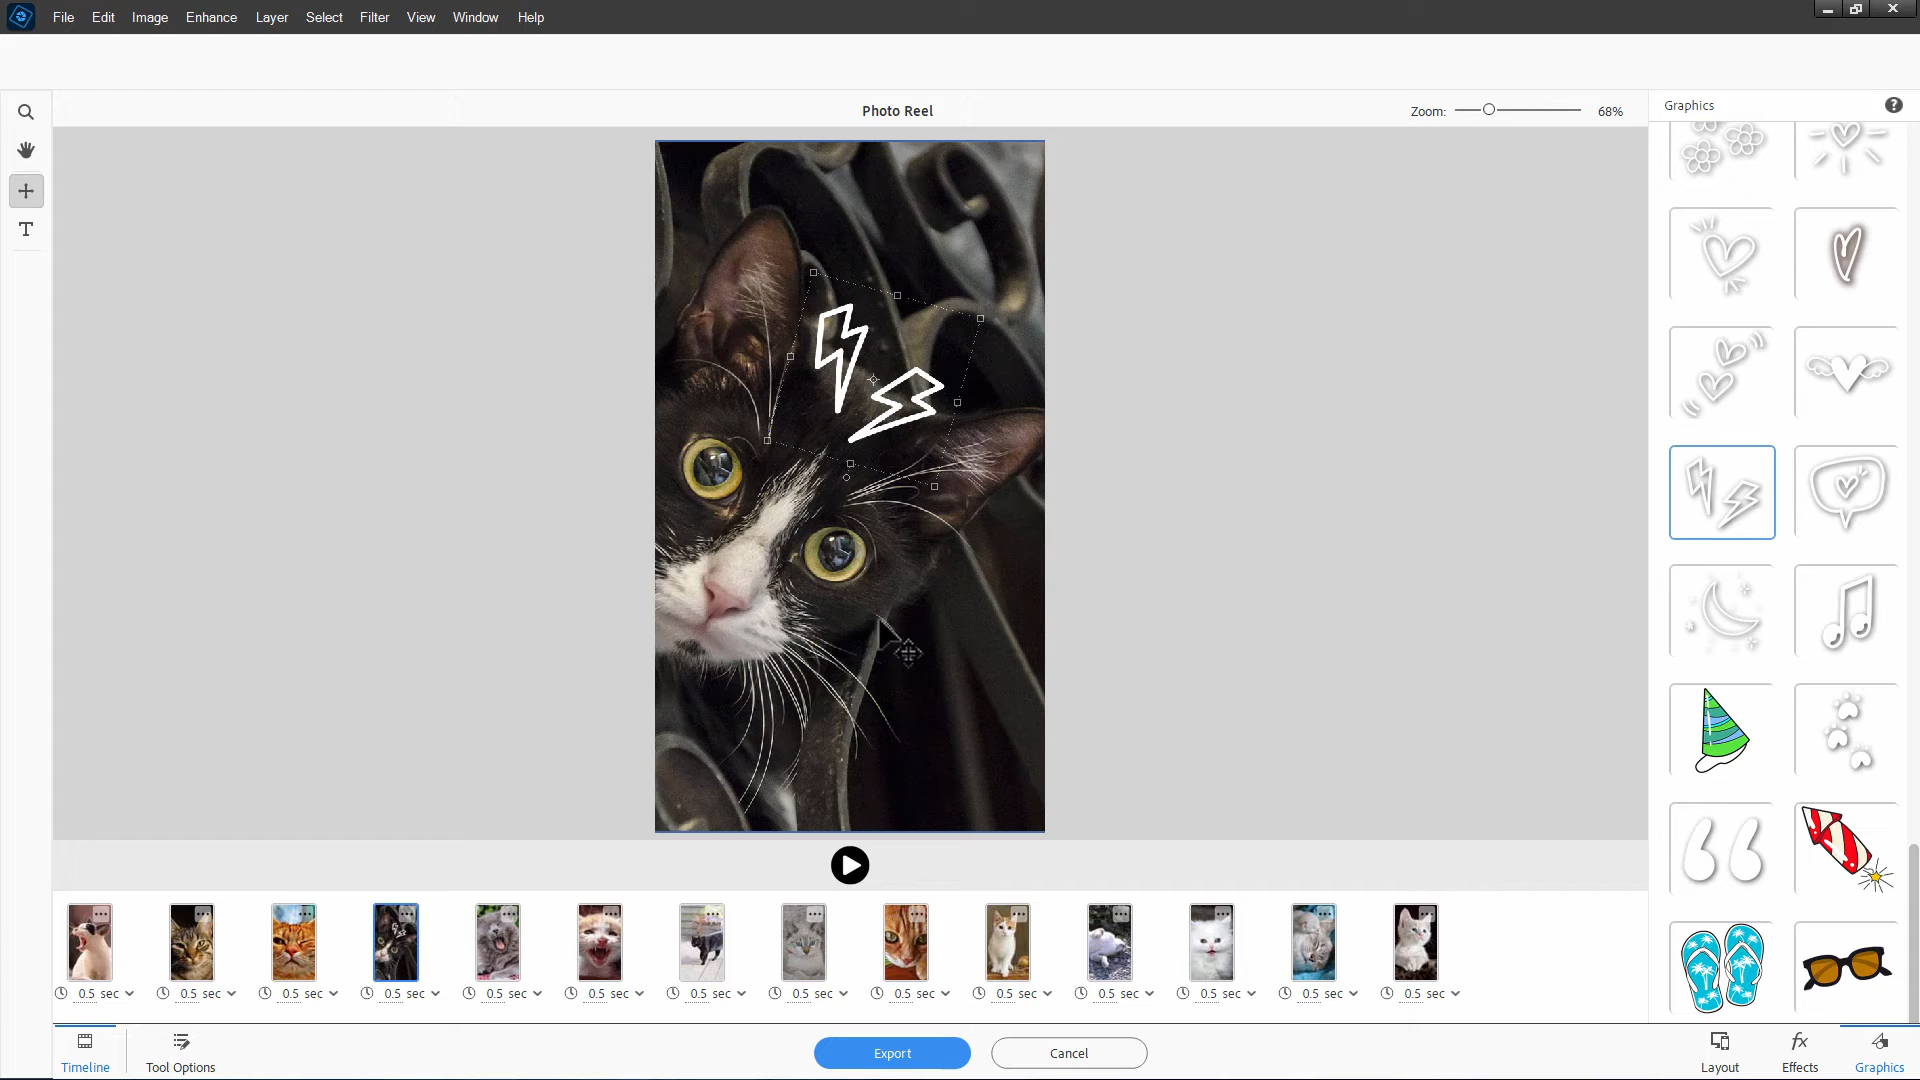 File Edit Image Enhance Layer Select Filter View Window Help
Photo Reel
Zoom: 68%
Graphics
0.5 sec 0.5 sec 0.5 sec 0.5 sec 0.5 sec 0.5 sec 0.5 sec 0.5 sec 0.5 sec 0.5 sec 0.5 sec 0.5 sec 0.5 sec 0.5 sec
Timeline Tool Options Export Cancel Layout Effects Graphics